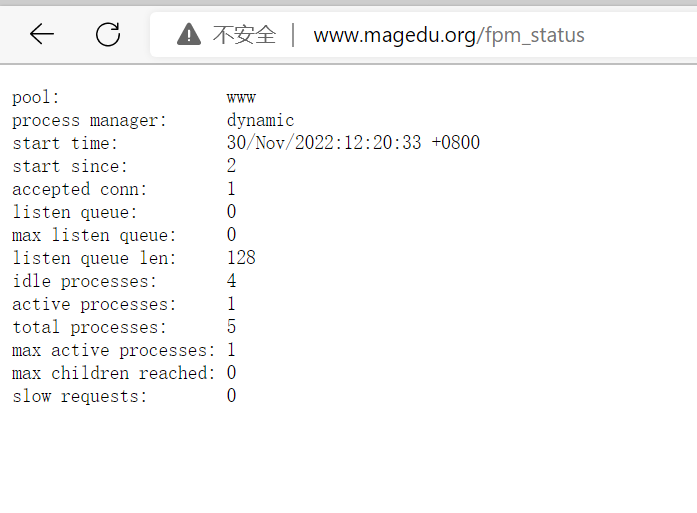 不安全 | www.magedu.org/fpm_status
pool: www
process manager: dynamic
start time: 30/Nov/2022:12:20:33 +0800
start since: 2
accepted conn: 1
listen queue: 0
max listen queue: 0
listen queue len: 128
idle processes: 4
active processes: 1
total processes: 5
max active processes: 1
max children reached: 0
slow requests: 0